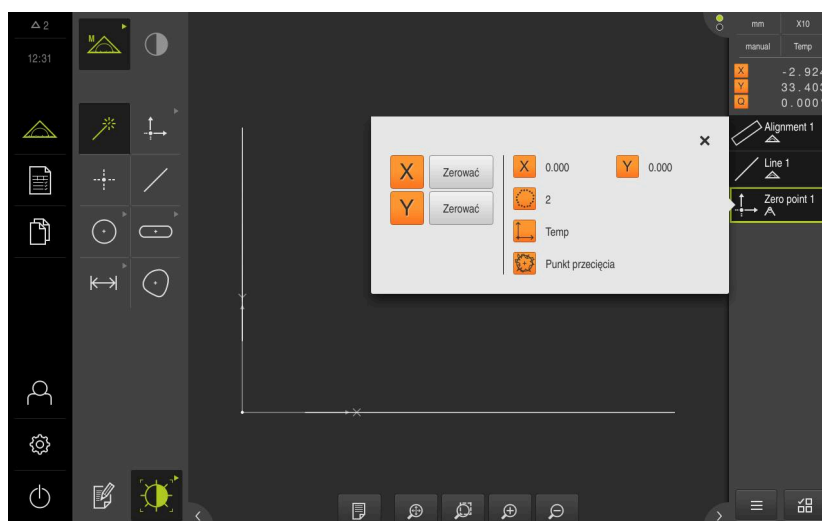 2
12:31
M
mm X10
manual Temp
X -2.924
Y 33.403
Q 0.000°
Alignment 1
Line 1
Zero point 1
X Zerować
Y Zerować
X 0.000 Y 0.000
2
Temp
Punkt przecięcia